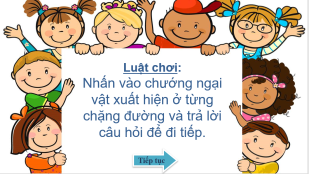 Luật chơi:
Nhấn vào chướng ngại
vật xuất hiện ở từng
chặng đường và trả lời
câu hỏi để đi tiếp.
Tiếp tục